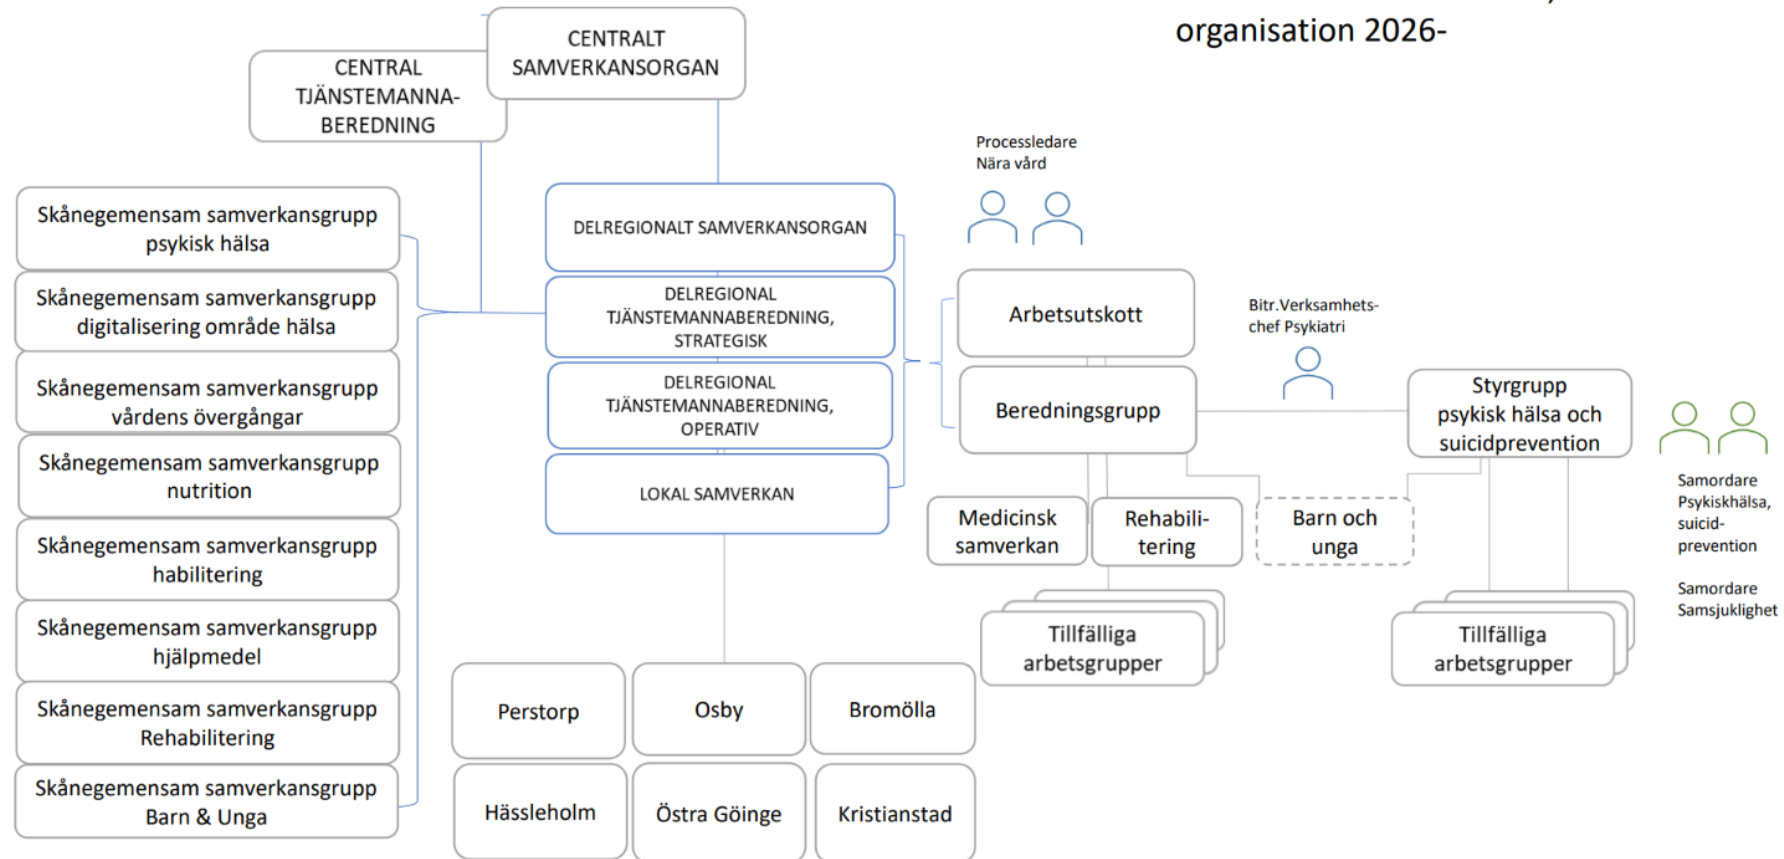 organisation 2026-
CENTRALT
SAMVERKANSORGAN
CENTRAL
TJÄNSTEMANNA-
BEREDNING
Processledare
Nära vård
Skånegemensam samverkansgrupp
psykisk hälsa
Skånegemensam samverkansgrupp
digitalisering område hälsa
Skånegemensam samverkansgrupp
vårdens övergångar
Skånegemensam samverkansgrupp
nutrition
Skånegemensam samverkansgrupp
habilitering
Skånegemensam samverkansgrupp
hjälpmedel
Skånegemensam samverkansgrupp
Rehabilitering
Skånegemensam samverkansgrupp
Barn & Unga
DELREGIONALT SAMVERKANSORGAN
DELREGIONAL
TJÄNSTEMANNABEREDNING,
STRATEGISK
DELREGIONAL
TJÄNSTEMANNABEREDNING,
OPERATIV
LOKAL SAMVERKAN
Arbetsutskott
Beredningsgrupp
Bitr.Verksamhets-
chef Psykiatri
Styrgrupp
psykisk hälsa och
suicidprevention
Samordare
Psykiskhälsa,
suicid-
prevention
Samordare
Samsjuklighet
Medicinsk
samverkan
Rehabili-
tering
Barn och
unga
Tillfälliga
arbetsgrupper
Tillfälliga
arbetsgrupper
Perstorp
Osby
Bromölla
Hässleholm
Östra Göinge
Kristianstad